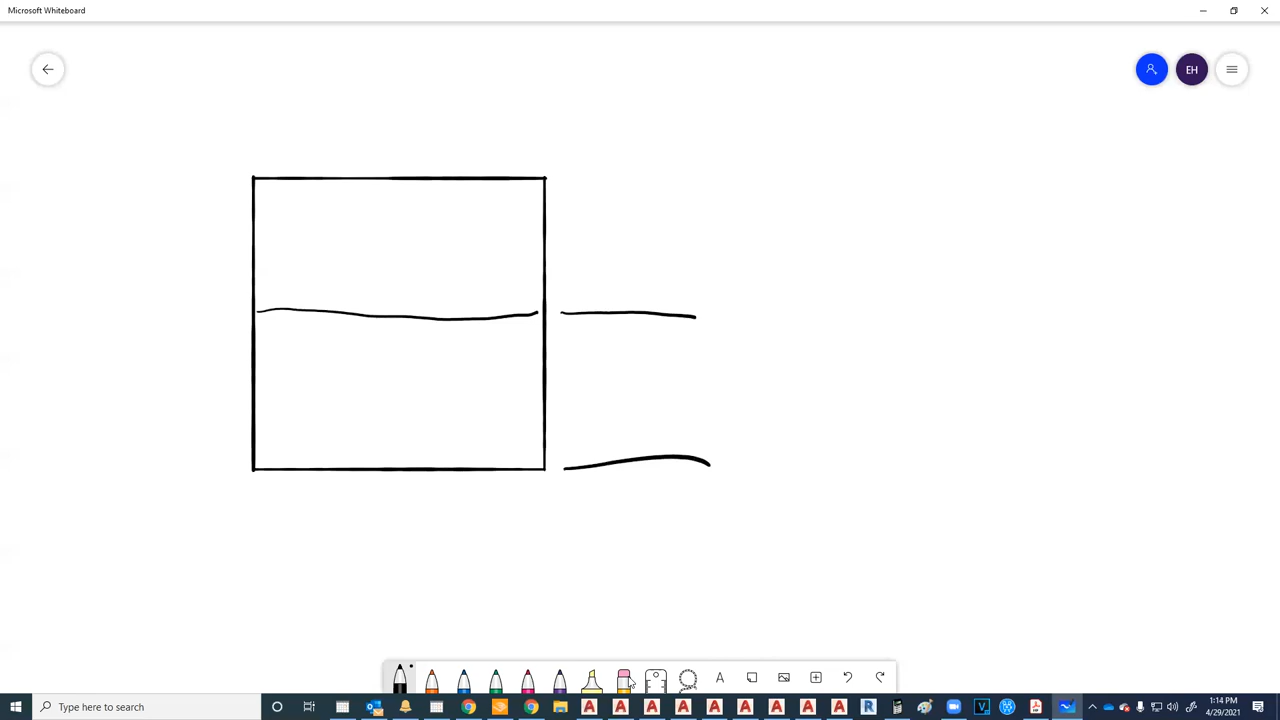 Microsoft Whiteboard
EH
A
Type here to search
1:14 PM
4/29/2021